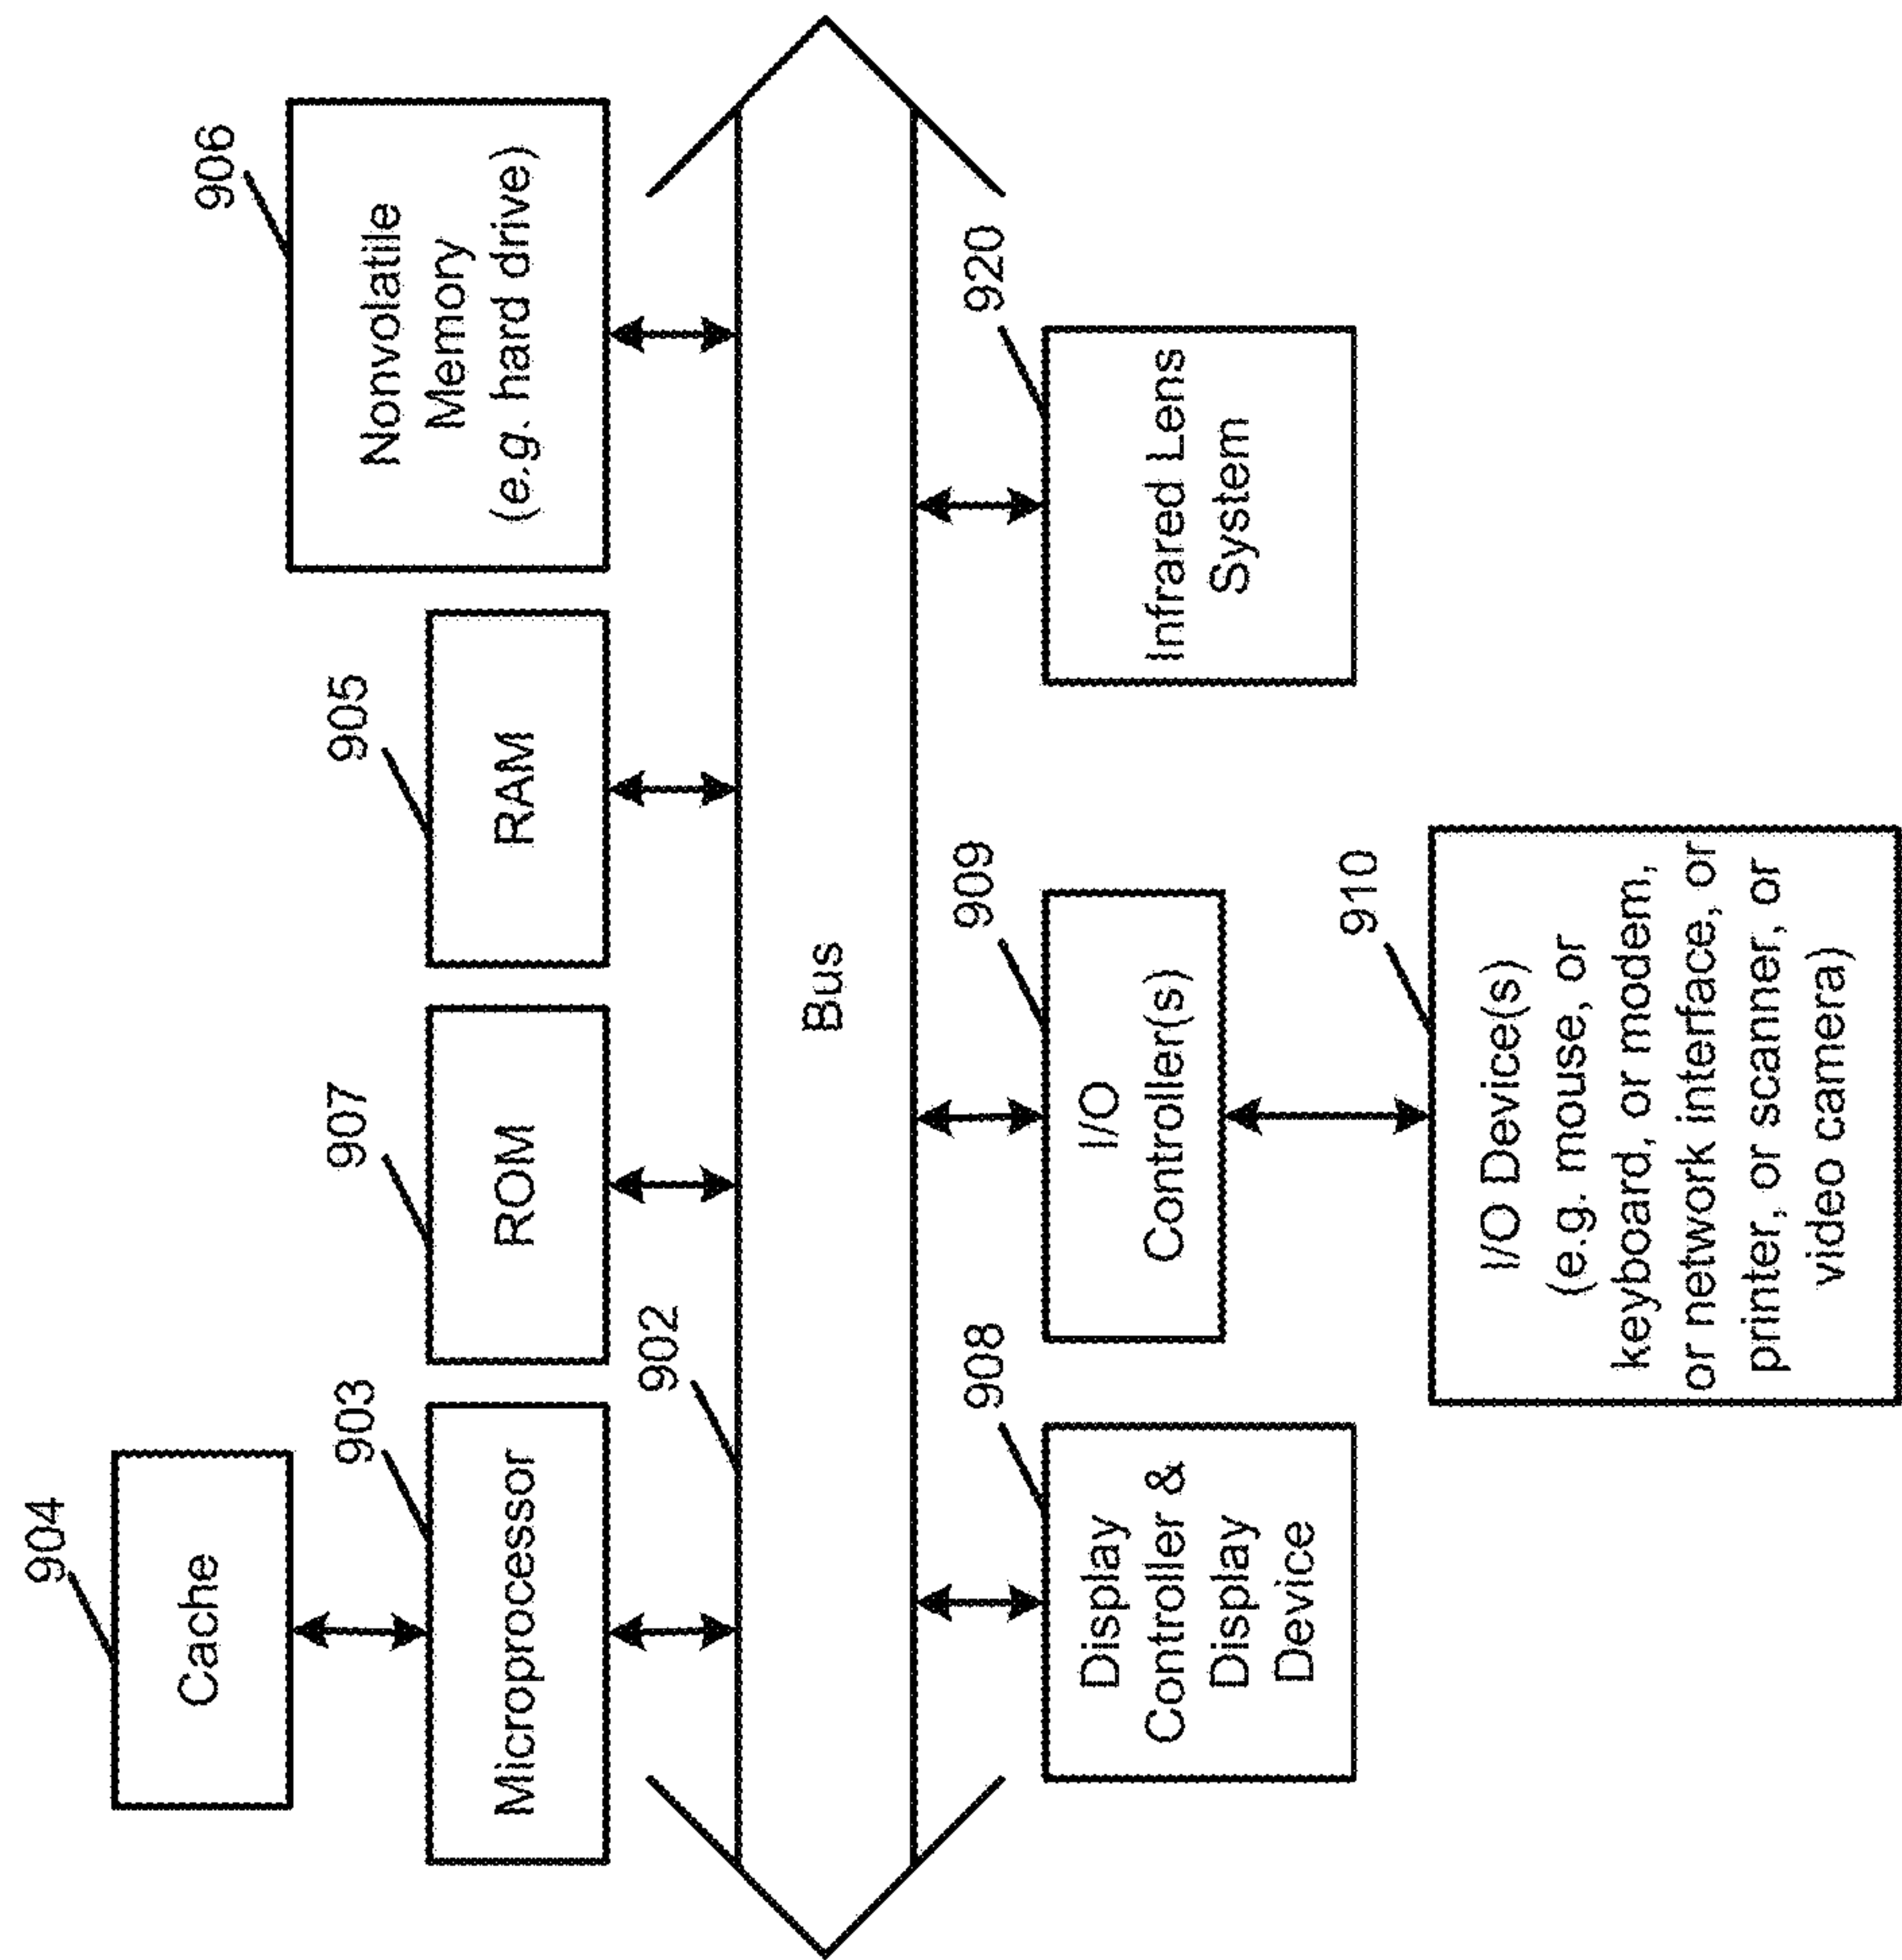 904
Cache
903
Microprocessor
907
ROM
905
RAM
906
Nonvolatile
Memory
(e.g. hard drive)
902
Bus
908
Display
Controller &
Display
Device
909
I/O
Controller(s)
920
Infrared Lens
System
910
I/O Device(s)
(e.g. mouse, or
keyboard, or modem,
or network interface, or
printer, or scanner, or
video camera)